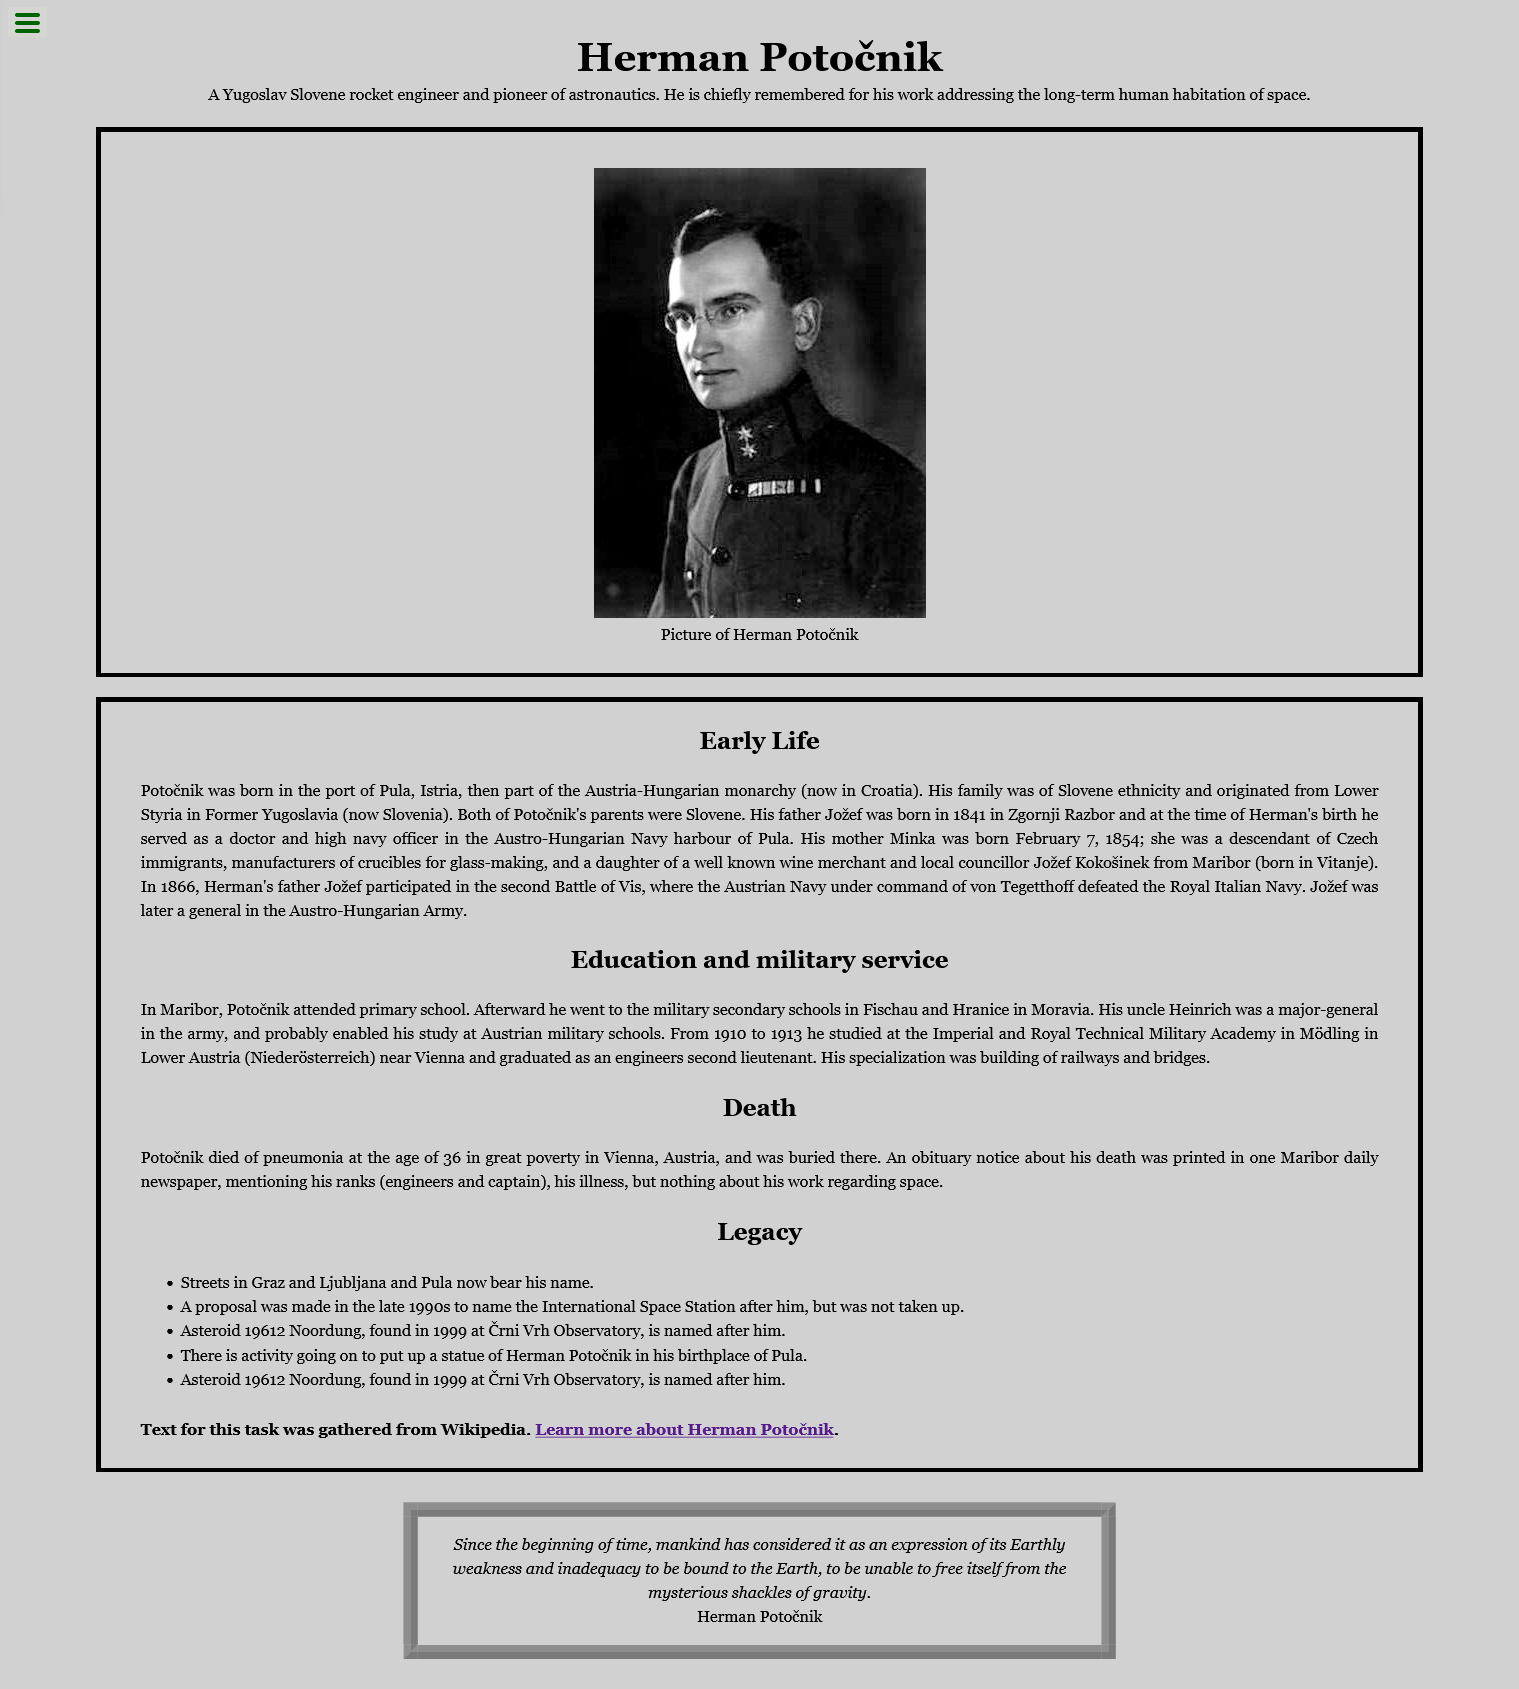 Herman Potočnik
A Yugoslav Slovene rocket engineer and pioneer of astronautics. He is chiefly remembered for his work addressing the long-term human habitation of space.
Picture of Herman Potočnik
Early Life
Potočnik was born in the port of Pula, Istria, then part of the Austria-Hungarian monarchy (now in Croatia). His family was of Slovene ethnicity and originated from Lower
Styria in Former Yugoslavia (now Slovenia). Both of Potočnik's parents were Slovene. His father Jožef was born in 1841 in Zgornji Razbor and at the time of Herman's birth he
served as a doctor and high navy officer in the Austro-Hungarian Navy harbour of Pula. His mother Minka was born February 7, 1854; she was a descendant of Czech
immigrants, manufacturers of crucibles for glass-making, and a daughter of a well known wine merchant and local councillor Jožef Kokošinek from Maribor (born in Vitanje).
In 1866, Herman's father Jožef participated in the second Battle of Vis, where the Austrian Navy under command of von Tegetthoff defeated the Royal Italian Navy. Jožef was
later a general in the Austro-Hungarian Army.
Education and military service
In Maribor, Potočnik attended primary school. Afterward he went to the military secondary schools in Fischau and Hranice in Moravia. His uncle Heinrich was a major-general
in the army, and probably enabled his study at Austrian military schools. From 1910 to 1913 he studied at the Imperial and Royal Technical Military Academy in Mödling in
Lower Austria (Niederösterreich) near Vienna and graduated as an engineers second lieutenant. His specialization was building of railways and bridges.
Death
Potočnik died of pneumonia at the age of 36 in great poverty in Vienna, Austria, and was buried there. An obituary notice about his death was printed in one Maribor daily
newspaper, mentioning his ranks (engineers and captain), his illness, but nothing about his work regarding space.
Legacy
• Streets in Graz and Ljubljana and Pula now bear his name.
• A proposal was made in the late 1990s to name the International Space Station after him, but was not taken up.
• Asteroid 19612 Noordung, found in 1999 at Črni Vrh Observatory, is named after him.
• There is activity going on to put up a statue of Herman Potočnik in his birthplace of Pula.
• Asteroid 19612 Noordung, found in 1999 at Črni Vrh Observatory, is named after him.
Text for this task was gathered from Wikipedia. Learn more about Herman Potočnik.
Since the beginning of time, mankind has considered it as an expression of its Earthly
weakness and inadequacy to be bound to the Earth, to be unable to free itself from the
mysterious shackles of gravity.
Herman Potočnik